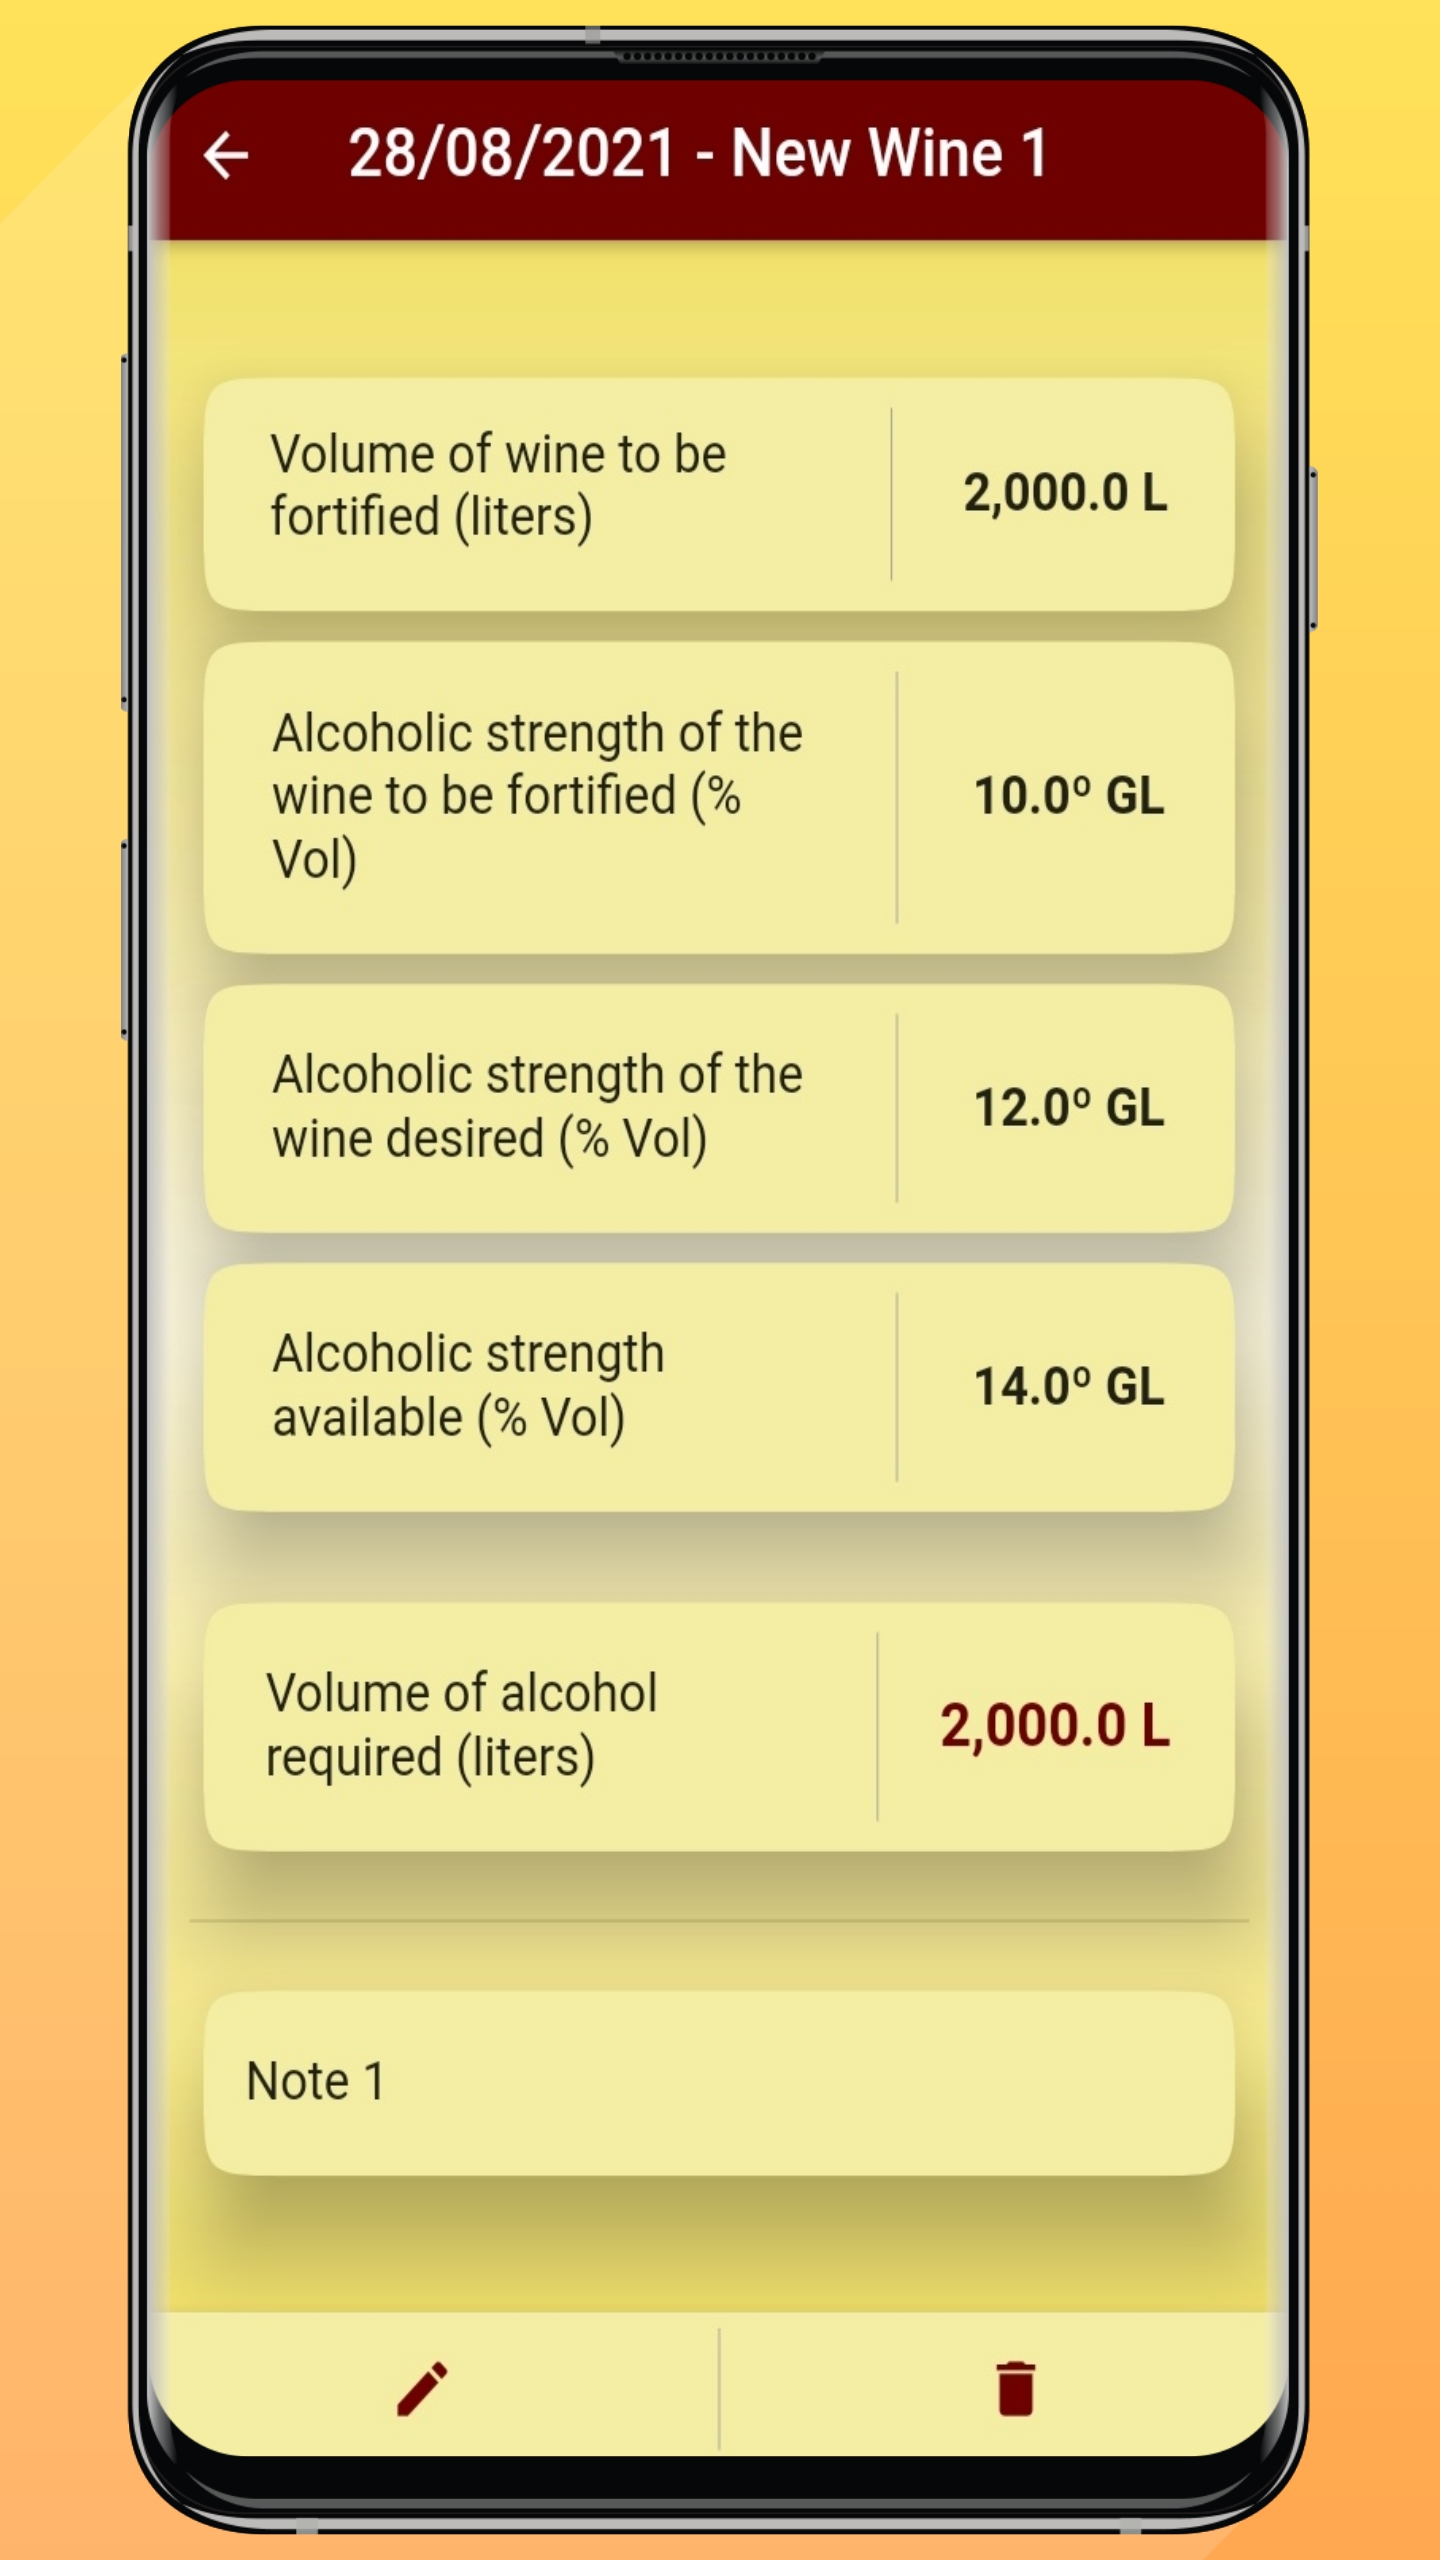 28/08/2021 - New Wine 1
Volume of wine to be
fortified (liters)
2,000.0 L
Alcoholic strength of the
wine to be fortified (%
Vol)
10.0º GL
Alcoholic strength of the
wine desired (% Vol)
12.0º GL
Alcoholic strength
available (% Vol)
14.0º GL
Volume of alcohol
required (liters)
2,000.0 L
Note 1